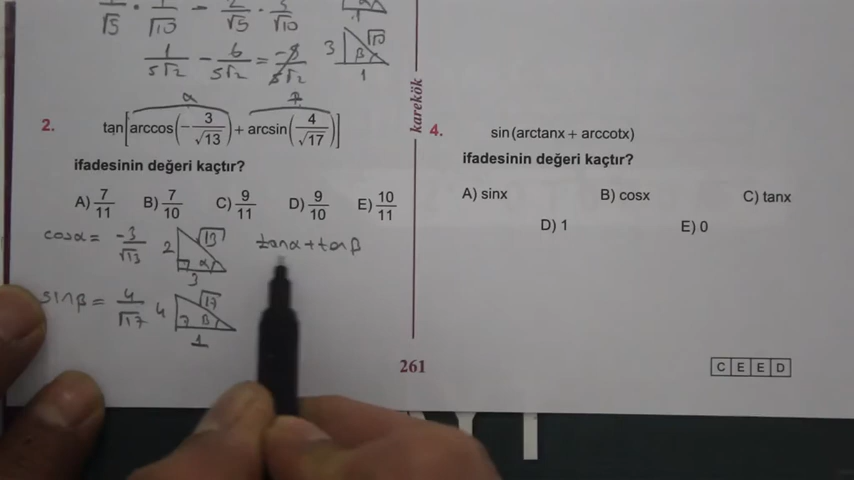 1/√5 · 1/√10 − 2/√5 · 3/√10
1
1/5√2 − 6/5√2 = −8/5√2
3 √10 β 1
α β
2. tan[arccos(−3/√13) + arcsin(4/√17)]
ifadesinin değeri kaçtır?
A) 7/11 B) 7/10 C) 9/11 D) 9/10 E) 10/11
cosα = −3/√13 2 √13 α 3 tanα + tanβ
sinβ = 4/√17 4 √17 β 1
karekök
4. sin(arctanx + arccotx)
ifadesinin değeri kaçtır?
A) sinx B) cosx C) tanx
D) 1 E) 0
261
C E E D